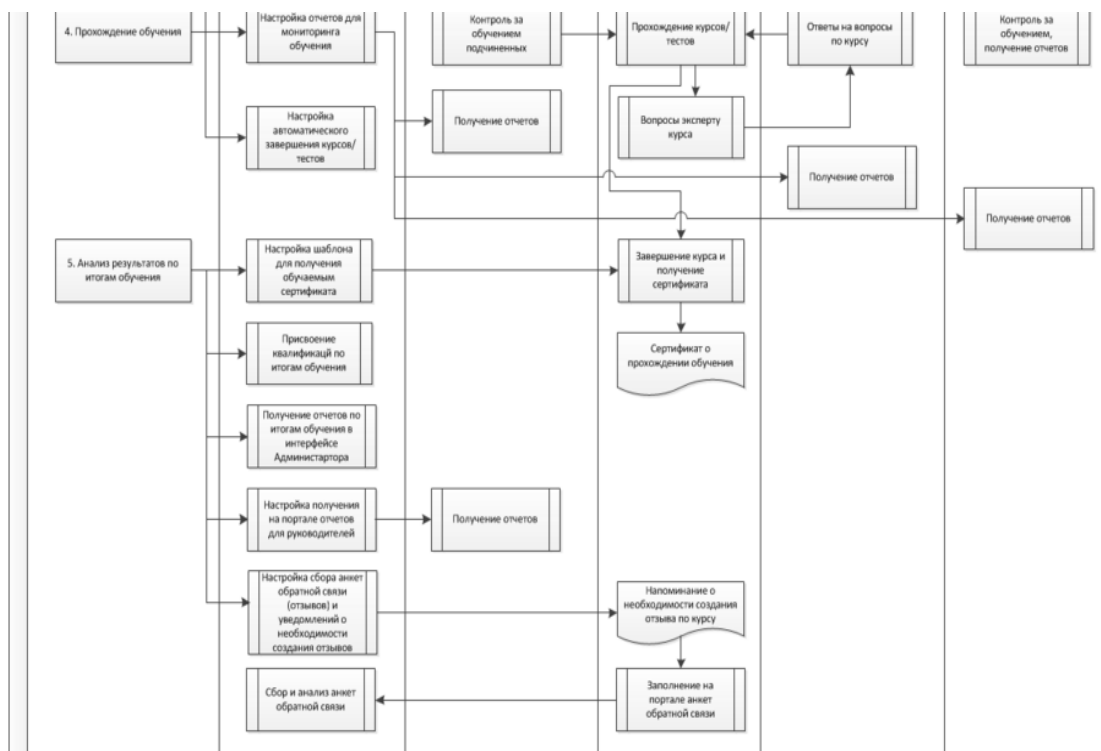 4. Прохождение обучения
Настройка отчетов для
мониторинга
обучения
Контроль за
обучением
подчиненных
Прохождение курсов/
тестов
Ответы на вопросы
по курсу
Контроль за
обучением,
получение отчетов
Настройка
автоматического
завершения курсов/
тестов
Получение отчетов
Вопросы эксперту
курса
Получение отчетов
Получение отчетов
5. Анализ результатов по
итогам обучения
Настройка шаблона
для получения
обучаемым
сертификата
Завершение курса и
получение
сертификата
Присвоение
квалификацй по
итогам обучения
Сертификат о
прохождении обучения
Получение отчетов по
итогам обучения в
интерфейсе
Администартора
Настройка получения
на портале отчетов
для руководителей
Получение отчетов
Настройка сбора анкет
обратной связи
(отзывов) и
уведомлений о
необходимости
создания отзывов
Напоминание о
необходимости создания
отзыва по курсу
Сбор и анализ анкет
обратной связи
Заполнение на
портале анкет
обратной связи